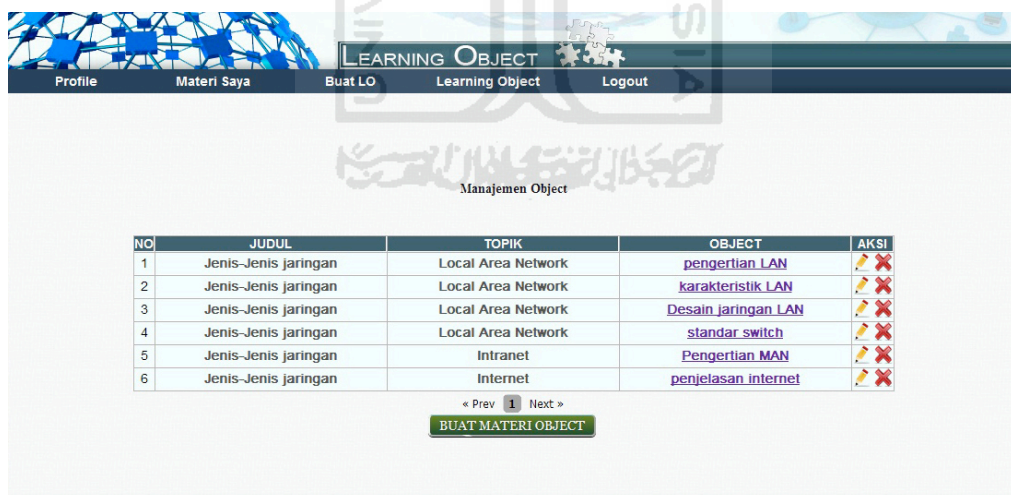 LEARNING OBJECT
Profile Materi Saya Buat LO Learning Object Logout
Manajemen Object
NO JUDUL TOPIK OBJECT AKSI
1 Jenis-Jenis jaringan Local Area Network pengertian LAN
2 Jenis-Jenis jaringan Local Area Network karakteristik LAN
3 Jenis-Jenis jaringan Local Area Network Desain jaringan LAN
4 Jenis-Jenis jaringan Local Area Network standar switch
5 Jenis-Jenis jaringan Intranet Pengertian MAN
6 Jenis-Jenis jaringan Internet penjelasan internet
« Prev 1 Next »
BUAT MATERI OBJECT